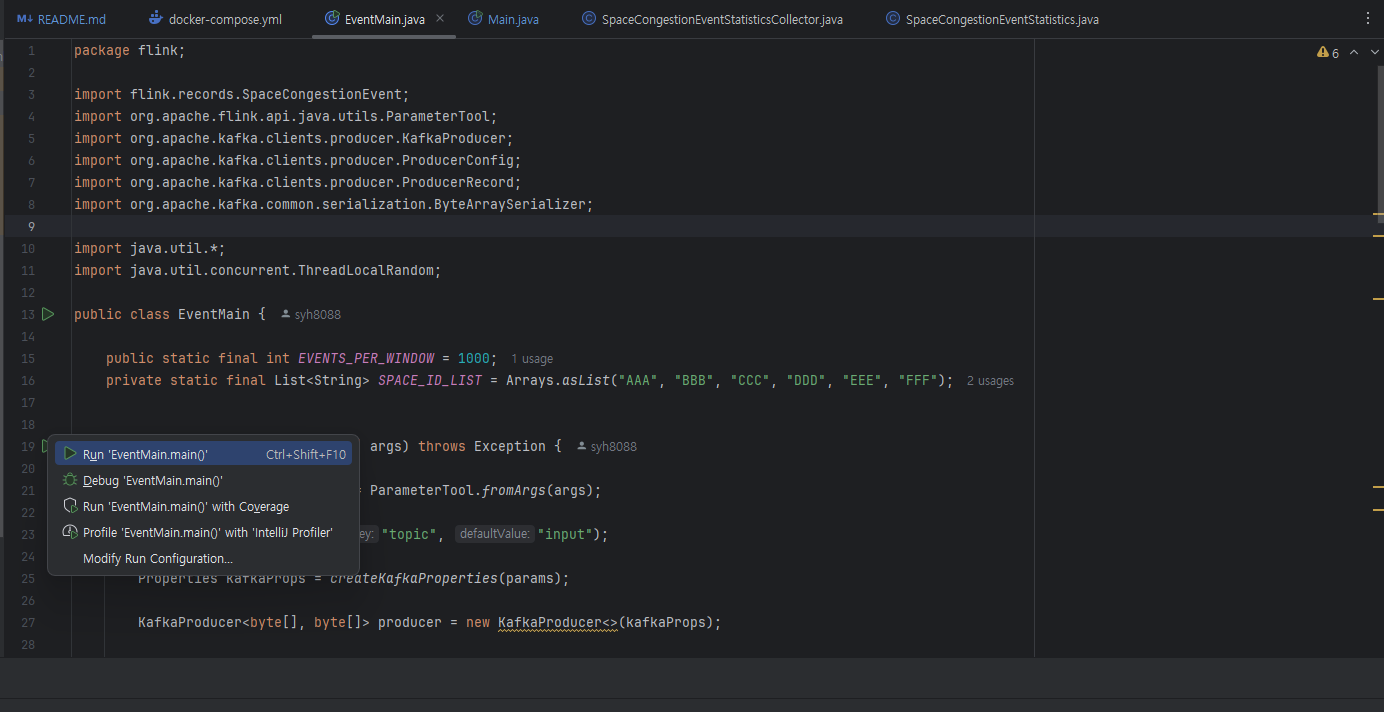 README.md docker-compose.yml EventMain.java Main.java SpaceCongestionEventStatisticsCollector.java SpaceCongestionEventStatistics.java
1 package flink; 6
2
3 import flink.records.SpaceCongestionEvent;
4 import org.apache.flink.api.java.utils.ParameterTool;
5 import org.apache.kafka.clients.producer.KafkaProducer;
6 import org.apache.kafka.clients.producer.ProducerConfig;
7 import org.apache.kafka.clients.producer.ProducerRecord;
8 import org.apache.kafka.common.serialization.ByteArraySerializer;
9
10 import java.util.*;
11 import java.util.concurrent.ThreadLocalRandom;
12
13 public class EventMain { syh8088
14
15 public static final int EVENTS_PER_WINDOW = 1000; 1 usage
16 private static final List<String> SPACE_ID_LIST = Arrays.asList("AAA", "BBB", "CCC", "DDD", "EEE", "FFF"); 2 usages
17
18
19 args) throws Exception { syh8088
20
21 = ParameterTool.fromArgs(args);
22
23 "topic", defaultValue: "input");
24
25 Properties kafkaProps = createKafkaProperties(params);
26
27 KafkaProducer<byte[], byte[]> producer = new KafkaProducer<>(kafkaProps);
28
Run 'EventMain.main()' Ctrl+Shift+F10
Debug 'EventMain.main()'
Run 'EventMain.main()' with Coverage
Profile 'EventMain.main()' with 'IntelliJ Profiler'
Modify Run Configuration...